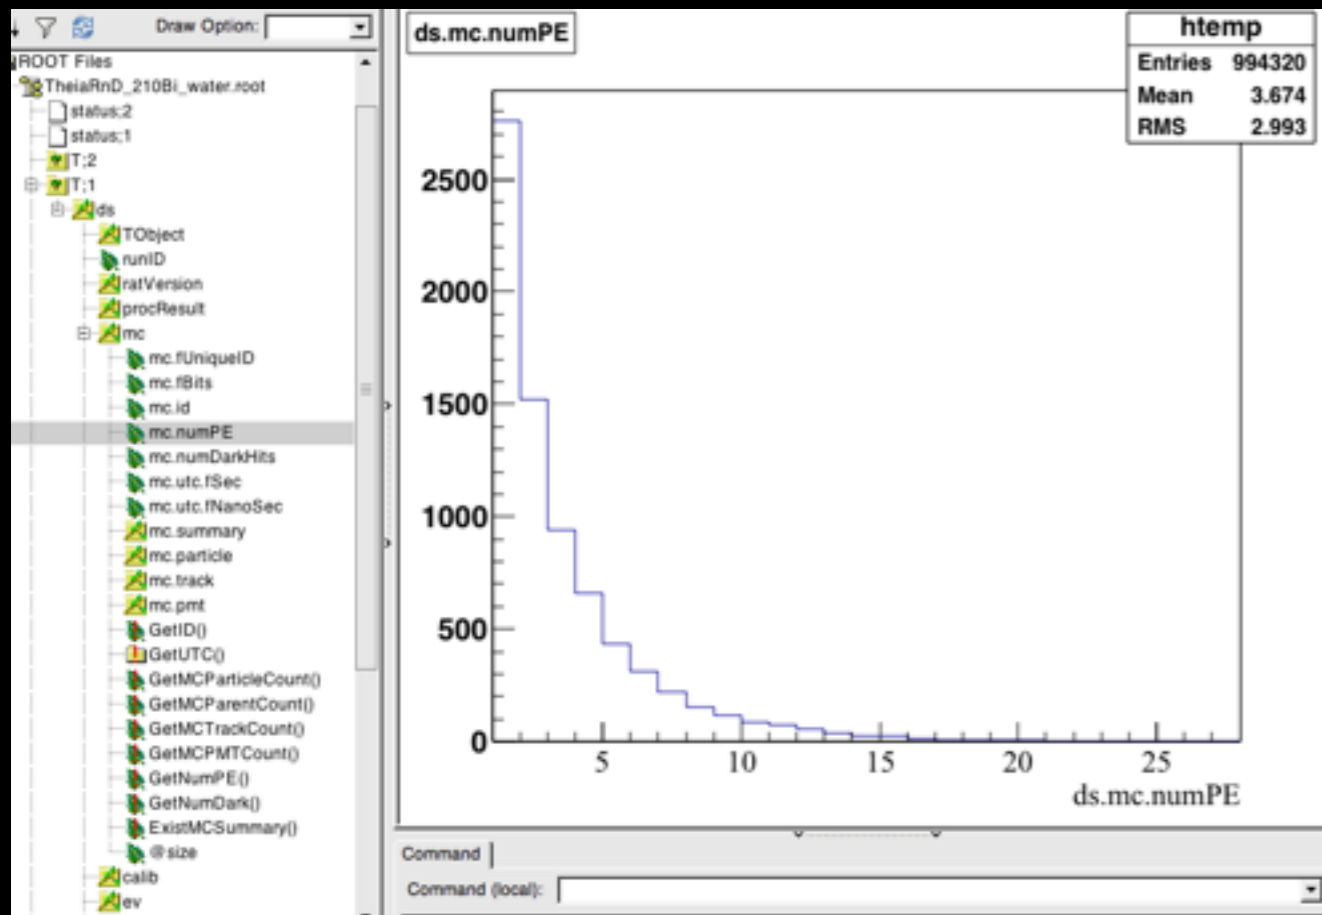 Draw Option:
ROOT Files
TheiaRnD_210Bi_water.root
status;2
status;1
T;2
T;1
ds
TObject
runID
ratVersion
procResult
mc
mc.fUniqueID
mc.fBits
mc.id
mc.numPE
mc.numDarkHits
mc.utc.fSec
mc.utc.fNanoSec
mc.summary
mc.particle
mc.track
mc.pmt
GetID()
GetUTC()
GetMCParticleCount()
GetMCParentCount()
GetMCTrackCount()
GetMCPMTCount()
GetNumPE()
GetNumDark()
ExistMCSummary()
@size
calib
ev
ds.mc.numPE
htemp
Entries 994320
Mean 3.674
RMS 2.993
2500
2000
1500
1000
500
0
5 10 15 20 25
ds.mc.numPE
Command
Command (local):